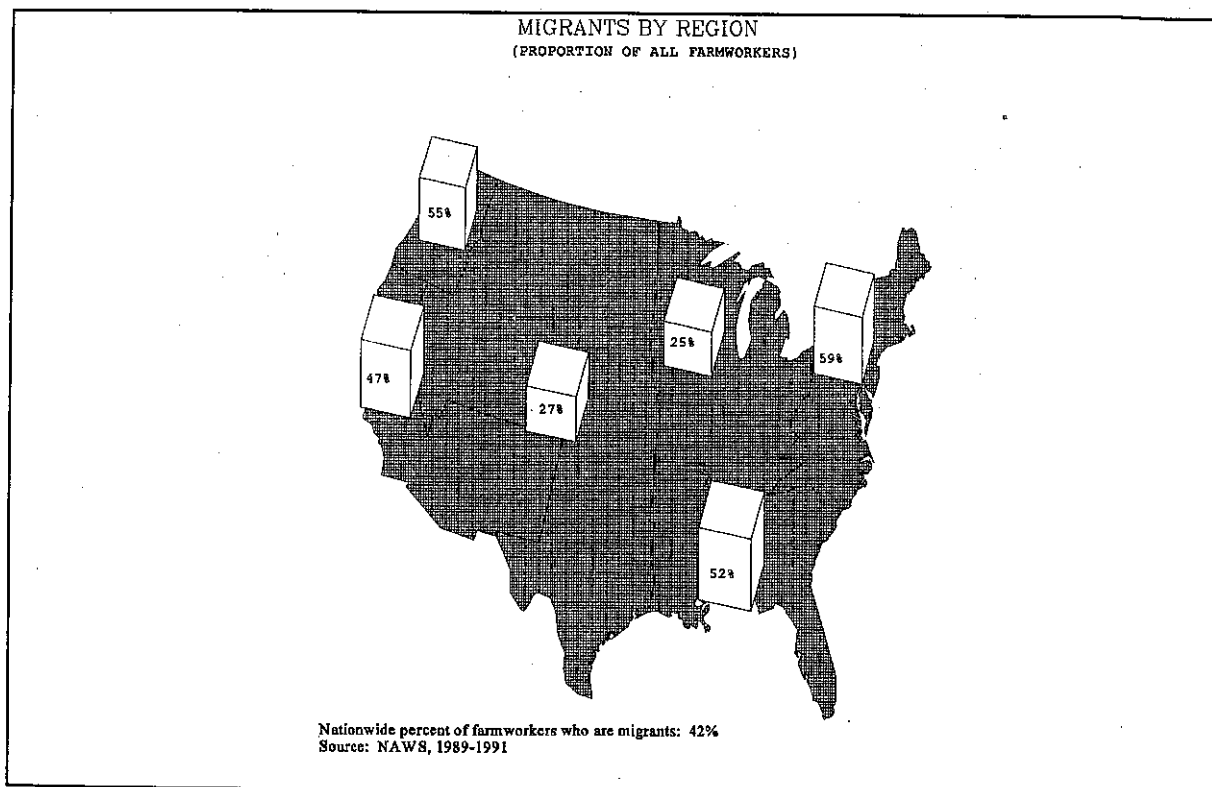 MIGRANTS BY REGION
(PROPORTION OF ALL FARMWORKERS)
55%
25%
59%
47%
27%
52%
Nationwide percent of farmworkers who are migrants: 42%
Source: NAWS, 1989-1991